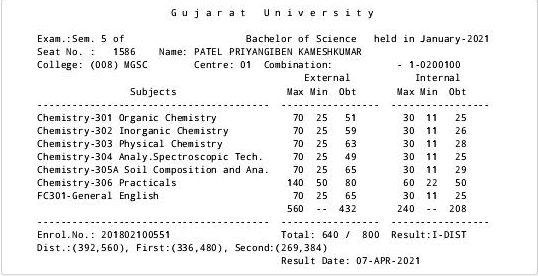 Gujarat University
Exam.:Sem. 5 of Bachelor of Science held in January-2021
Seat No. : 1586 Name: PATEL PRIYANGIBEN KAMESHKUMAR
College: (008) MGSC Centre: 01 Combination: - 1-0200100
External Internal
Subjects Max Min Obt Max Min Obt
Chemistry-301 Organic Chemistry 70 25 51 30 11 25
Chemistry-302 Inorganic Chemistry 70 25 59 30 11 26
Chemistry-303 Physical Chemistry 70 25 63 30 11 28
Chemistry-304 Analy.Spectroscopic Tech. 70 25 49 30 11 25
Chemistry-305A Soil Composition and Ana. 70 25 65 30 11 29
Chemistry-306 Practicals 140 50 80 60 22 50
FC301-General English 70 25 65 30 11 25
560 -- 432 240 -- 208
Enrol.No.: 201802100551 Total: 640 / 800 Result:I-DIST
Dist.:(392,560), First:(336,480), Second:(269,384)
Result Date: 07-APR-2021